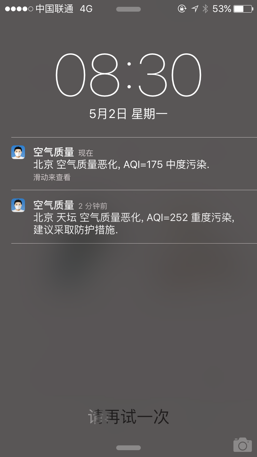 中国联通 4G 53%
08:30
5月2日 星期一
空气质量 现在
北京 空气质量恶化, AQI=175 中度污染.
滑动来查看
空气质量 2 分钟前
北京 天坛 空气质量恶化, AQI=252 重度污染,
建议采取防护措施.
请再试一次